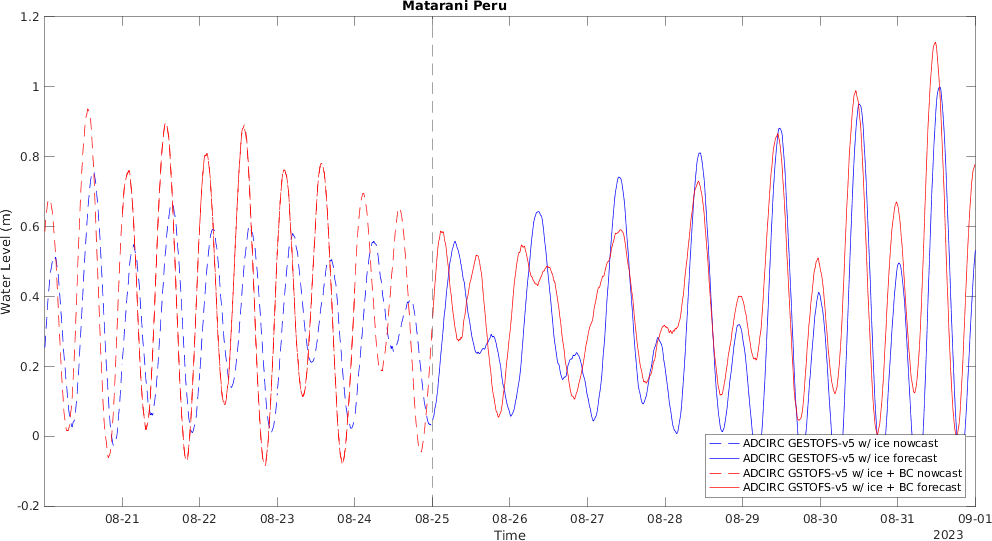 Matarani Peru
1.2
1
0.8
0.6
0.4
0.2
0
-0.2
Water Level (m)
ADCIRC GESTOFS-v5 w/ ice nowcast
ADCIRC GESTOFS-v5 w/ ice forecast
ADCIRC GSTOFS-v5 w/ ice + BC nowcast
ADCIRC GSTOFS-v5 w/ ice + BC forecast
08-21 08-22 08-23 08-24 08-25 08-26 08-27 08-28 08-29 08-30 08-31 09-01
Time
2023